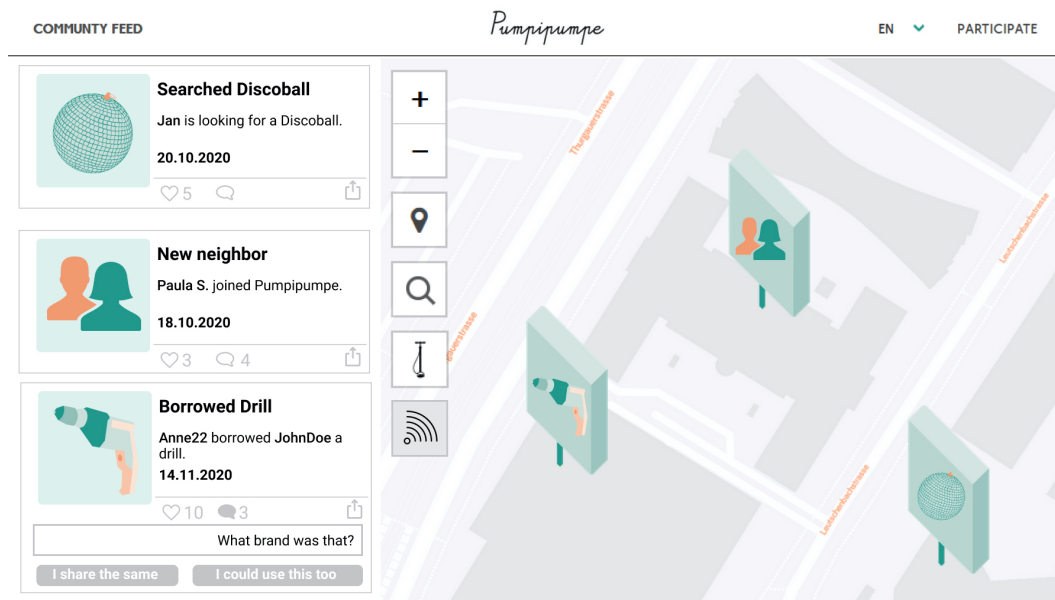 COMMUNTY FEED
Pumpipumpe
EN
PARTICIPATE
Searched Discoball
Jan is looking for a Discoball.
20.10.2020
5
New neighbor
Paula S. joined Pumpipumpe.
18.10.2020
3
4
Borrowed Drill
Anne22 borrowed JohnDoe a
drill.
14.11.2020
10
3
What brand was that?
I share the same
I could use this too
+
−
Thurgauerstrasse
gauerstrasse
Leutschenbachstrasse
Leutschenbachstrasse